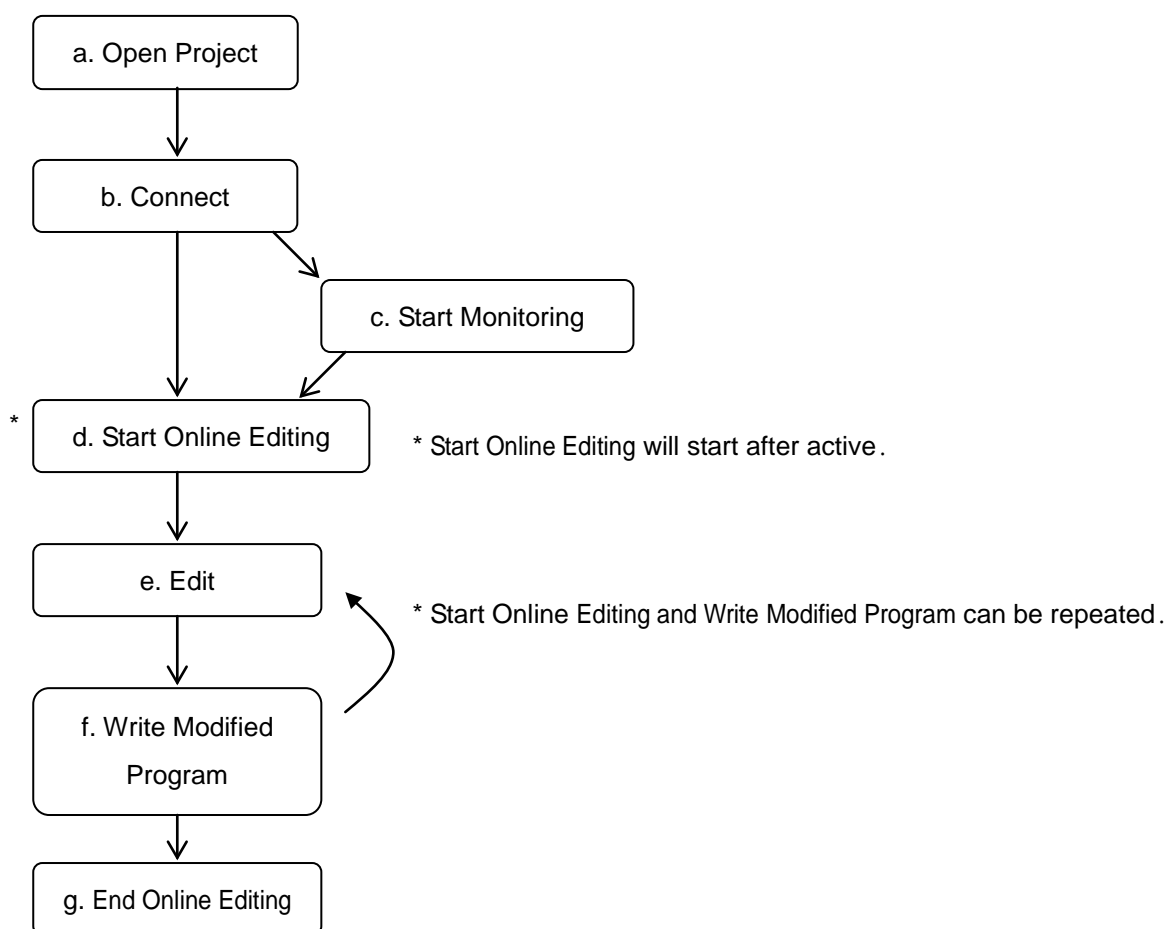 a. Open Project
b. Connect
c. Start Monitoring
*
d. Start Online Editing
* Start Online Editing will start after active.
e. Edit
* Start Online Editing and Write Modified Program can be repeated.
f. Write Modified
Program
g. End Online Editing